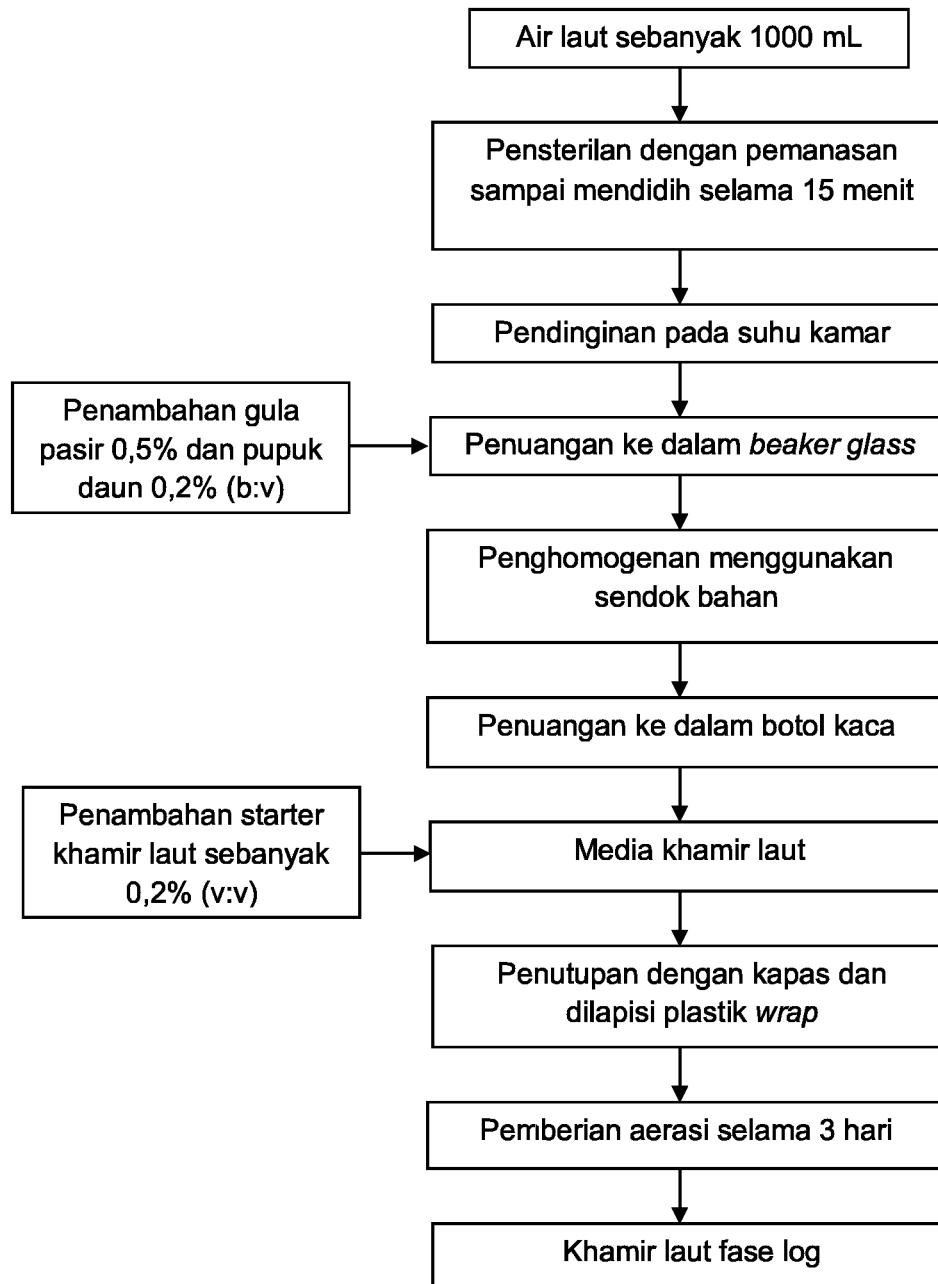 Air laut sebanyak 1000 mL
Pensterilan dengan pemanasan
sampai mendidih selama 15 menit
Pendinginan pada suhu kamar
Penambahan gula
pasir 0,5% dan pupuk
daun 0,2% (b:v)
Penuangan ke dalam beaker glass
Penghomogenan menggunakan
sendok bahan
Penuangan ke dalam botol kaca
Penambahan starter
khamir laut sebanyak
0,2% (v:v)
Media khamir laut
Penutupan dengan kapas dan
dilapisi plastik wrap
Pemberian aerasi selama 3 hari
Khamir laut fase log